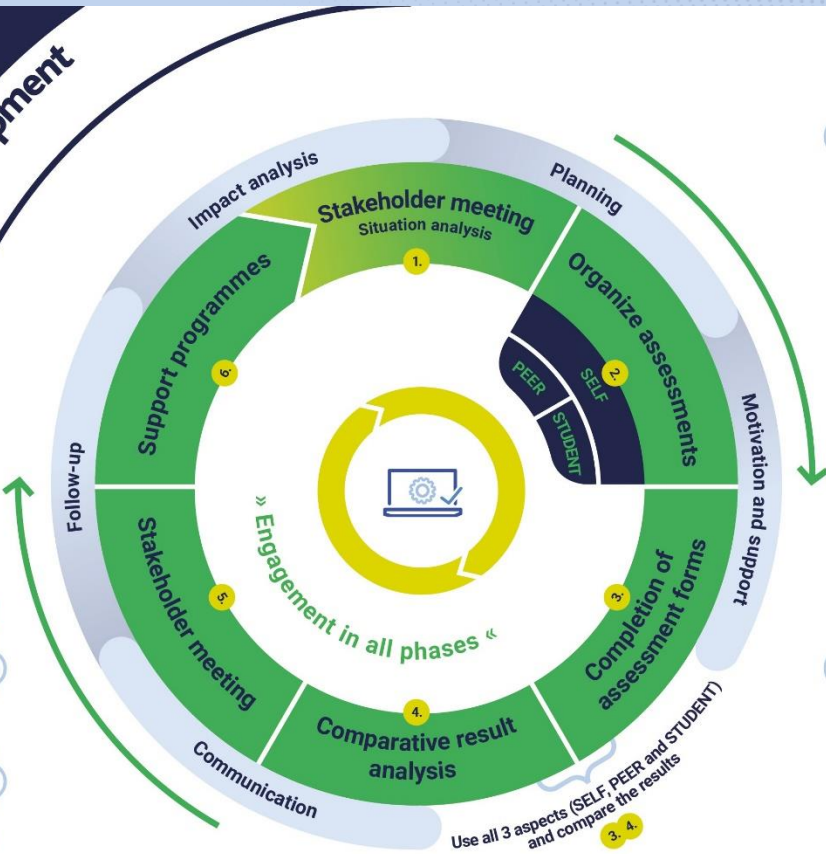 Impact analysis
Planning
Stakeholder meeting
Situation analysis
1.
Organize assessments
2.
SELF
PEER
STUDENT
Motivation and support
Completion of
assessment forms
3.
Use all 3 aspects (SELF, PEER and STUDENT)
and compare the results
3. 4.
4.
Comparative result
analysis
Communication
Stakeholder meeting
5.
Follow-up
Support programmes
6.
» Engagement in all phases «